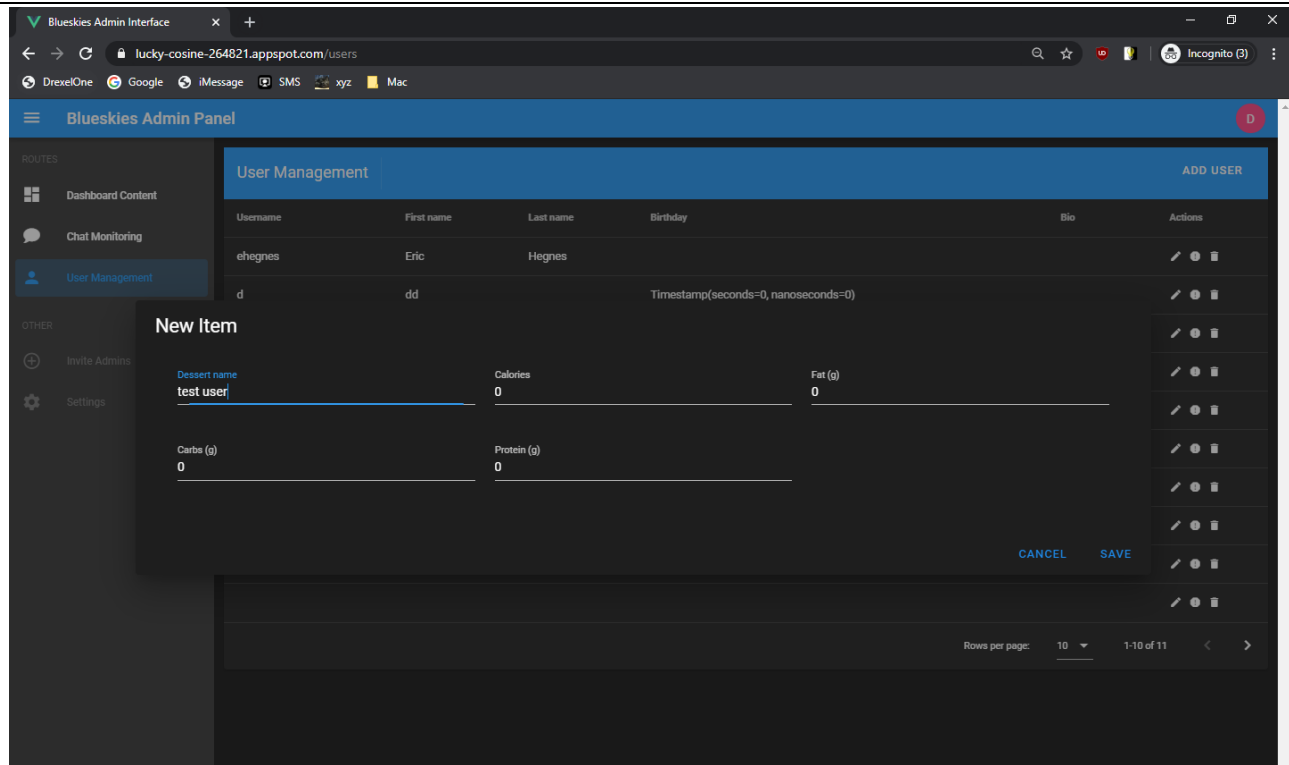 Blueskies Admin Interface
lucky-cosine-264821.appspot.com/users
Incognito (3)
DrexelOne Google iMessage SMS xyz Mac
Blueskies Admin Panel
D
ROUTES
User Management
ADD USER
Dashboard Content
Username First name Last name Birthday Bio Actions
Chat Monitoring
ehegnes Eric Hegnes
User Management
d dd Timestamp(seconds=0, nanoseconds=0)
OTHER
New Item
Invite Admins
Dessert name Calories Fat (g)
test user 0 0
Settings
Carbs (g) Protein (g)
0 0
CANCEL SAVE
Rows per page: 10 1-10 of 11